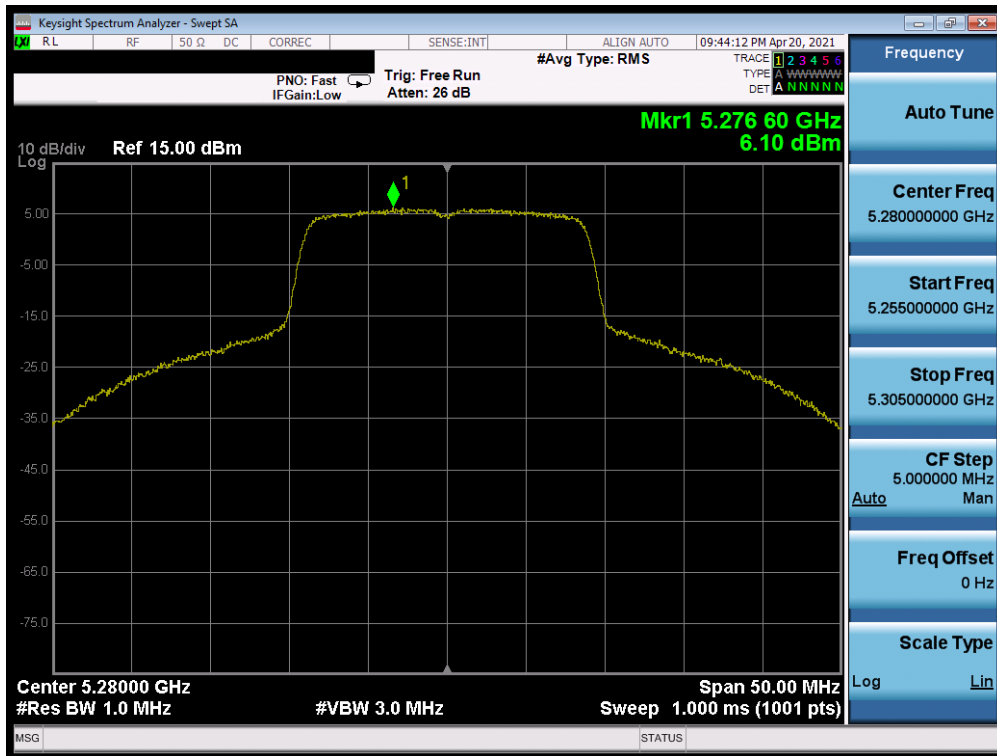 Keysight Spectrum Analyzer - Swept SA
LXI RL RF 50 Ω DC CORREC SENSE:INT ALIGN AUTO 09:44:12 PM Apr 20, 2021
#Avg Type: RMS
TRACE 1 2 3 4 5 6
TYPE A WWWWW
DET A N N N N N
PNO: Fast
IFGain:Low
Trig: Free Run
Atten: 26 dB
Mkr1 5.276 60 GHz
6.10 dBm
10 dB/div Ref 15.00 dBm
Log
1
5.00
-5.00
-15.0
-25.0
-35.0
-45.0
-55.0
-65.0
-75.0
Center 5.28000 GHz Span 50.00 MHz
#Res BW 1.0 MHz #VBW 3.0 MHz Sweep 1.000 ms (1001 pts)
MSG STATUS
Frequency
Auto Tune
Center Freq
5.280000000 GHz
Start Freq
5.255000000 GHz
Stop Freq
5.305000000 GHz
CF Step
5.000000 MHz
Auto Man
Freq Offset
0 Hz
Scale Type
Log Lin